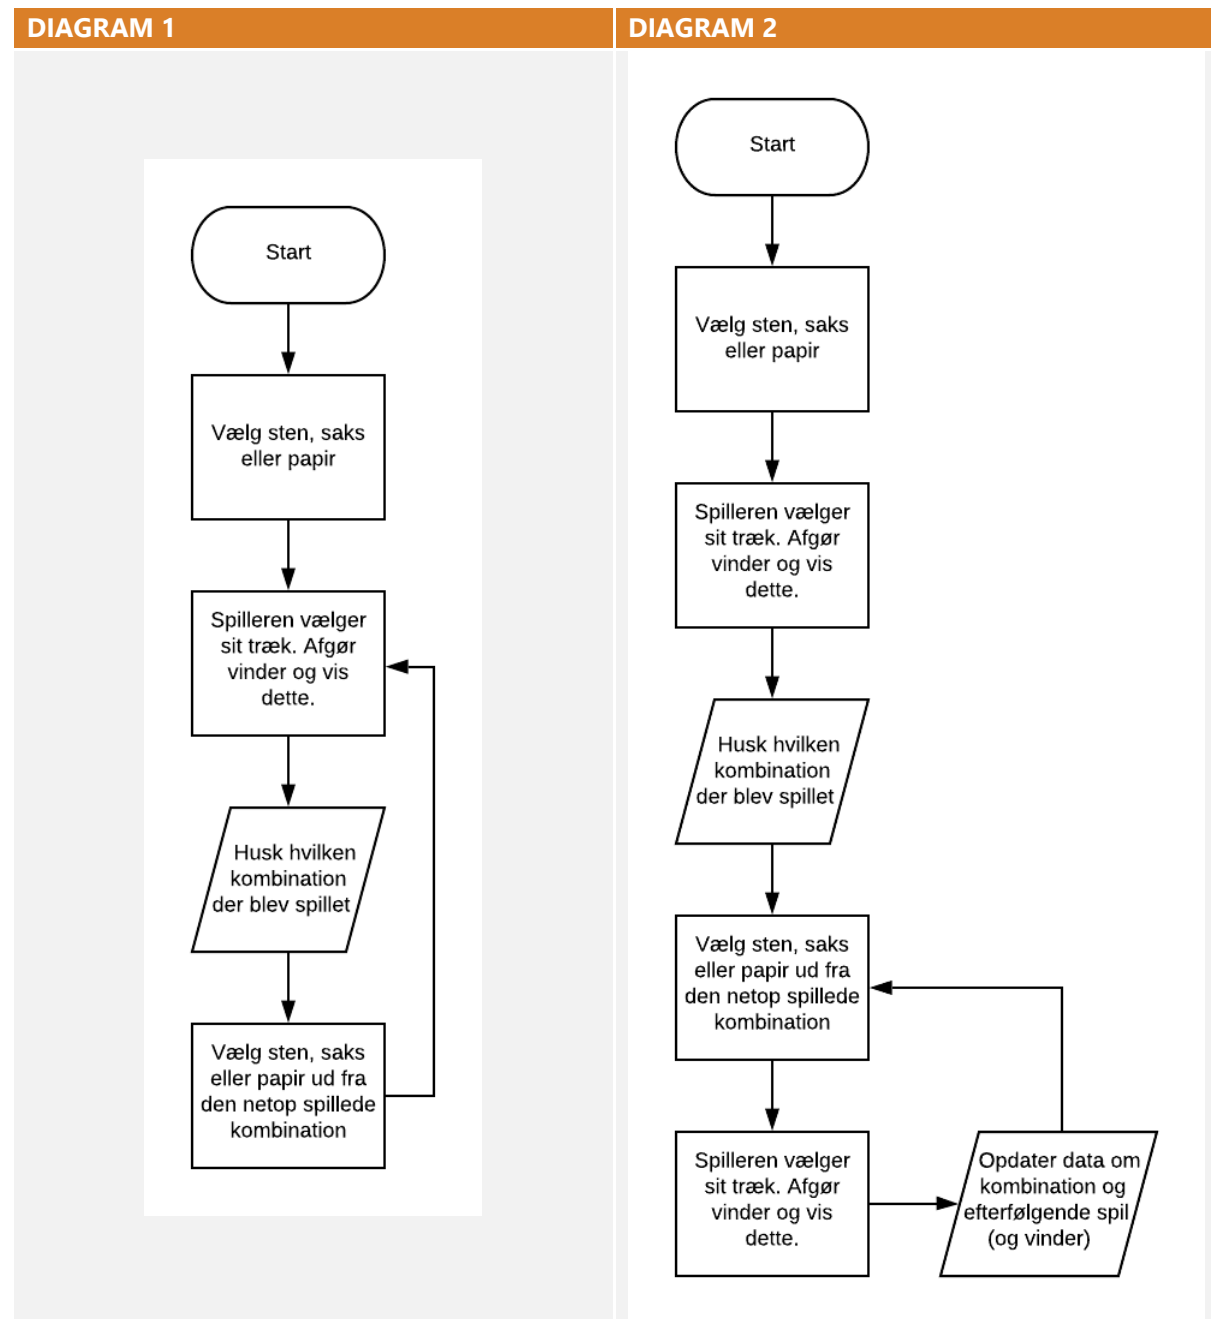 DIAGRAM 1
Start
Vælg sten, saks
eller papir
Spilleren vælger
sit træk. Afgør
vinder og vis
dette.
Husk hvilken
kombination
der blev spillet
Vælg sten, saks
eller papir ud fra
den netop spillede
kombination
DIAGRAM 2
Start
Vælg sten, saks
eller papir
Spilleren vælger
sit træk. Afgør
vinder og vis
dette.
Husk hvilken
kombination
der blev spillet
Vælg sten, saks
eller papir ud fra
den netop spillede
kombination
Spilleren vælger
sit træk. Afgør
vinder og vis
dette.
Opdater data om
kombination og
efterfølgende spil
(og vinder)